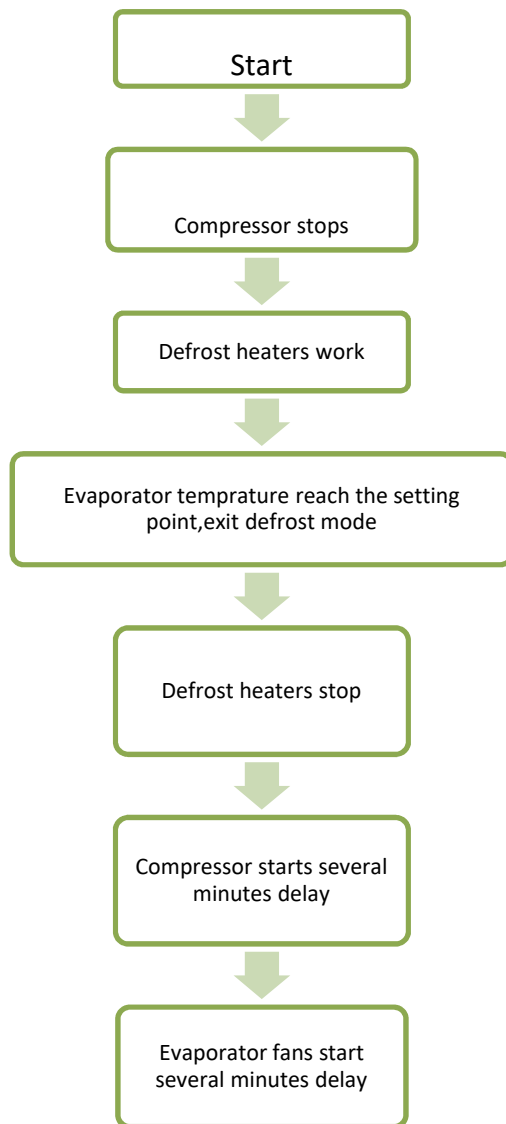 Start
Compressor stops
Defrost heaters work
Evaporator temprature reach the setting
point,exit defrost mode
Defrost heaters stop
Compressor starts several
minutes delay
Evaporator fans start
several minutes delay